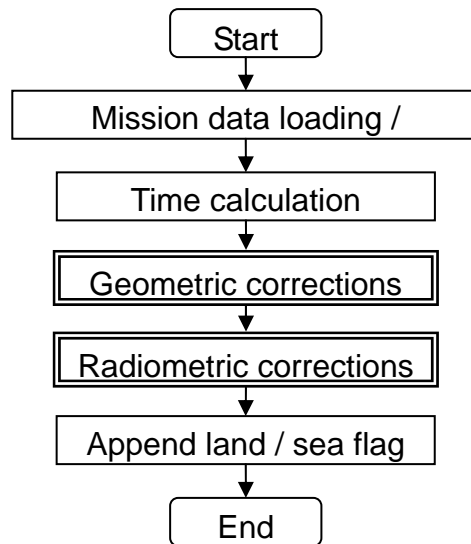 Start
Mission data loading /
Time calculation
Geometric corrections
Radiometric corrections
Append land / sea flag
End